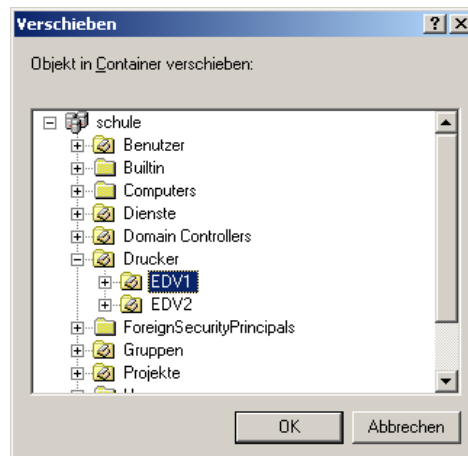 Verschieben
Objekt in Container verschieben:
schule
Benutzer
Builtin
Computers
Dienste
Domain Controllers
Drucker
EDV1
EDV2
ForeignSecurityPrincipals
Gruppen
Projekte
OK Abbrechen